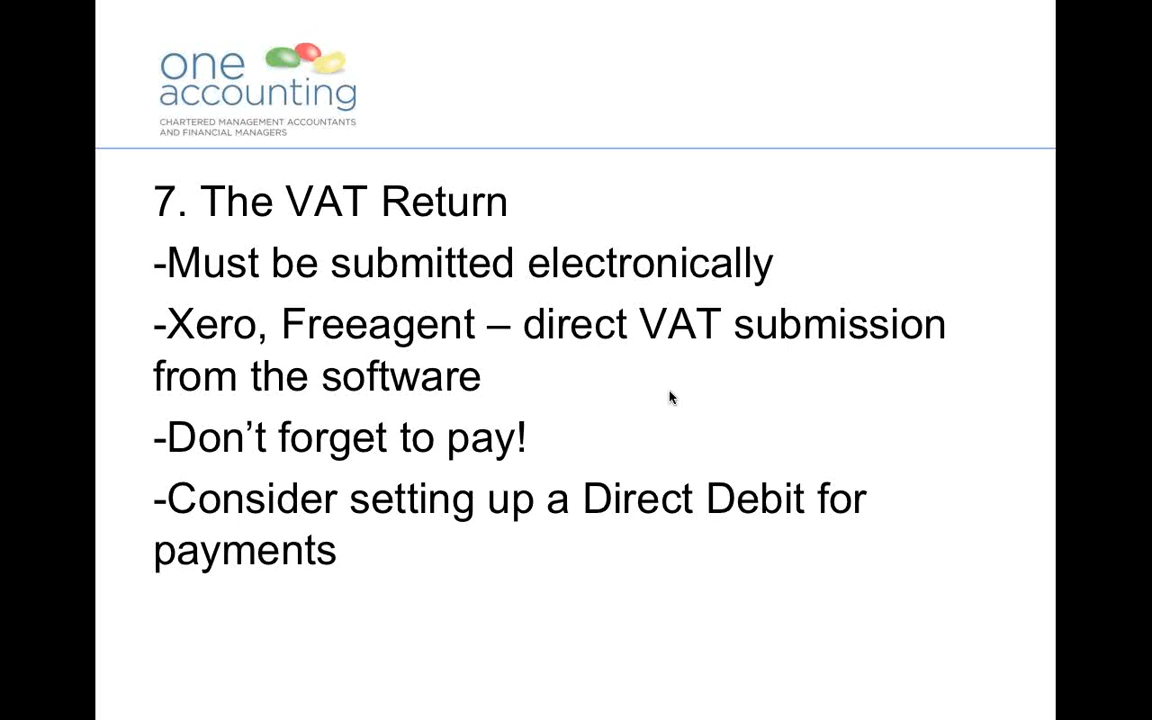 one
accounting
CHARTERED MANAGEMENT ACCOUNTANTS
AND FINANCIAL MANAGERS
7. The VAT Return
-Must be submitted electronically
-Xero, Freeagent – direct VAT submission
from the software
-Don’t forget to pay!
-Consider setting up a Direct Debit for
payments